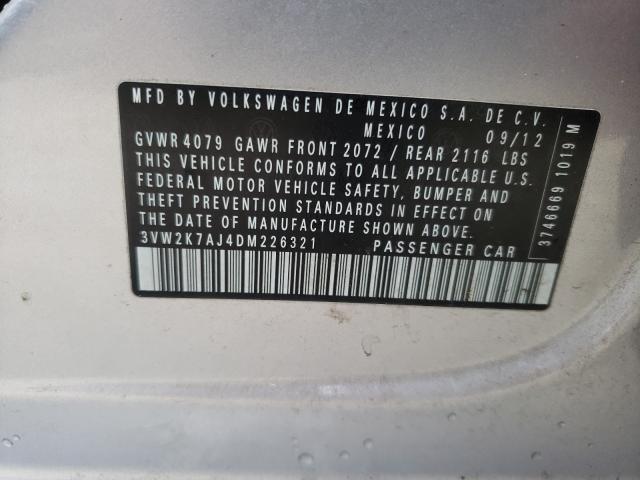 MFD BY VOLKSWAGEN DE MEXICO S.A. DE C.V.
MEXICO 09/12
GVWR 4079 GAWR FRONT 2072 / REAR 2116 LBS
THIS VEHICLE CONFORMS TO ALL APPLICABLE U.S.
FEDERAL MOTOR VEHICLE SAFETY, BUMPER AND
THEFT PREVENTION STANDARDS IN EFFECT ON
THE DATE OF MANUFACTURE SHOWN ABOVE.
3VW2K7AJ4DM226321 PASSENGER CAR
3746669 1019 M